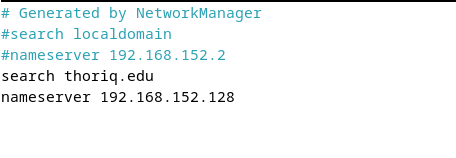 # Generated by NetworkManager
#search localdomain
#nameserver 192.168.152.2
search thoriq.edu
nameserver 192.168.152.128